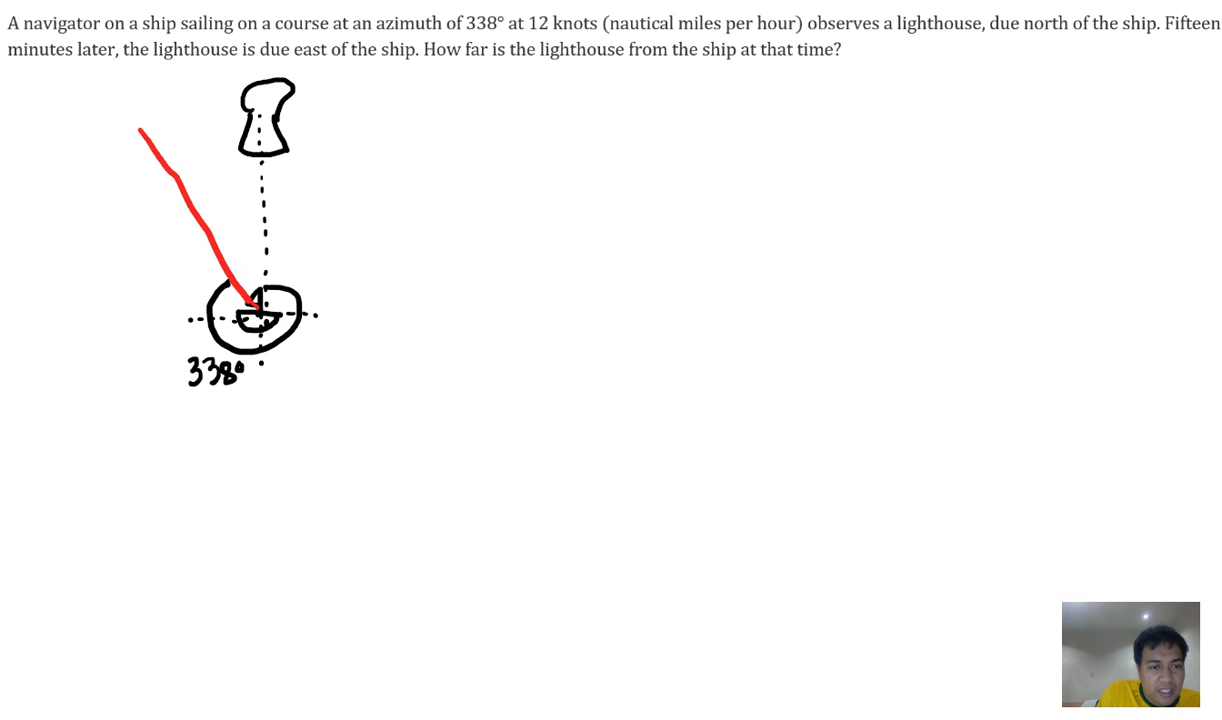 A navigator on a ship sailing on a course at an azimuth of 338° at 12 knots (nautical miles per hour) observes a lighthouse, due north of the ship. Fifteen
minutes later, the lighthouse is due east of the ship. How far is the lighthouse from the ship at that time?
338°